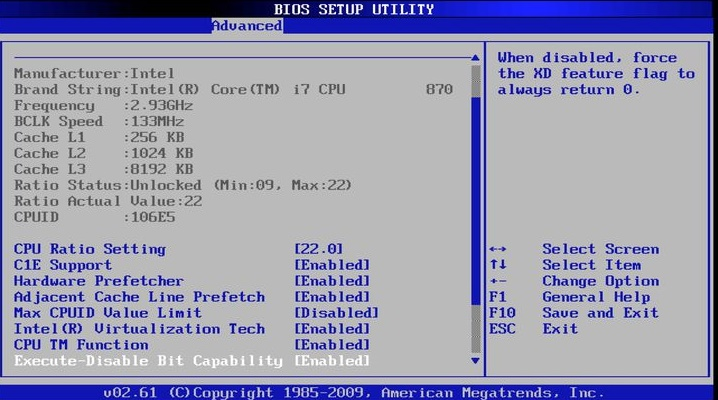 BIOS SETUP UTILITY
Advanced
Manufacturer:Intel
Brand String:Intel(R) Core(TM) i7 CPU 870
Frequency :2.93GHz
BCLK Speed :133MHz
Cache L1 :256 KB
Cache L2 :1024 KB
Cache L3 :8192 KB
Ratio Status:Unlocked (Min:09, Max:22)
Ratio Actual Value:22
CPUID :106E5
CPU Ratio Setting [22.0]
C1E Support [Enabled]
Hardware Prefetcher [Enabled]
Adjacent Cache Line Prefetch [Enabled]
Max CPUID Value Limit [Disabled]
Intel(R) Virtualization Tech [Enabled]
CPU TM Function [Enabled]
Execute-Disable Bit Capability [Enabled]
When disabled, force
the XD feature flag to
always return 0.
←→ Select Screen
↑↓ Select Item
+- Change Option
F1 General Help
F10 Save and Exit
ESC Exit
v02.61 (C)Copyright 1985-2009, American Megatrends, Inc.